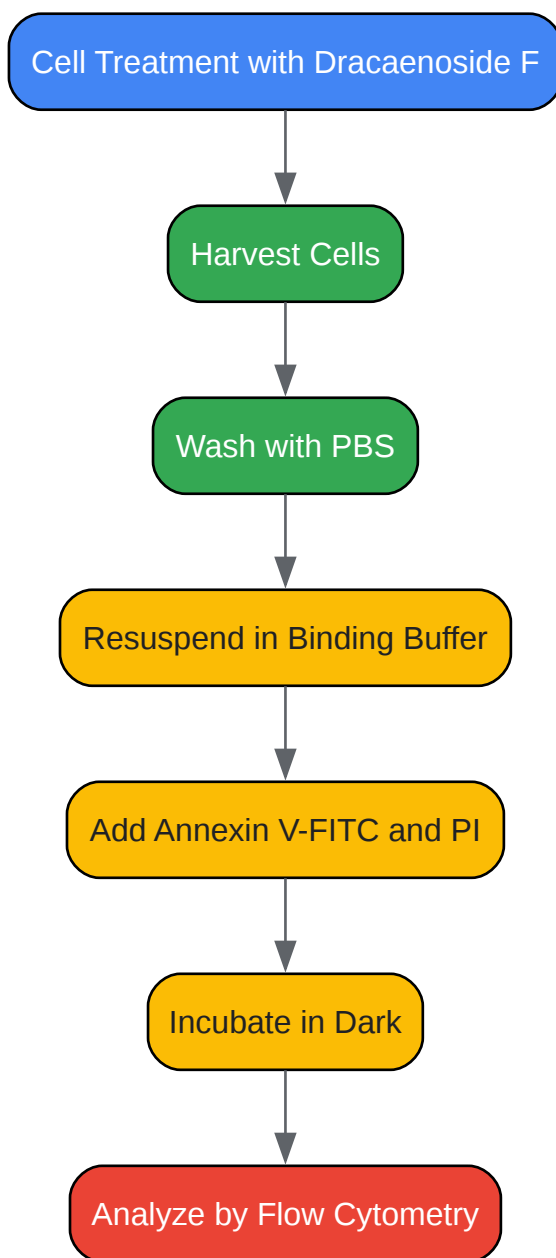 Cell Treatment with Dracaenoside F
Harvest Cells
Wash with PBS
Resuspend in Binding Buffer
Add Annexin V-FITC and PI
Incubate in Dark
Analyze by Flow Cytometry